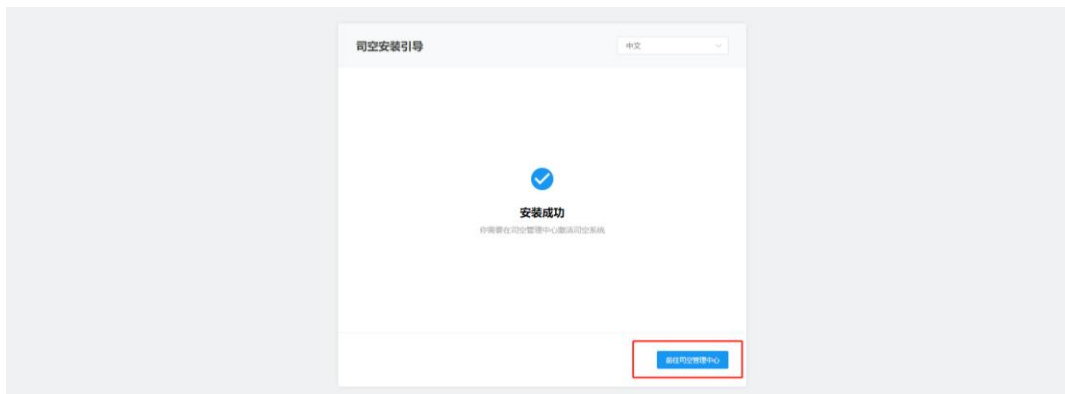 司空安装引导
中文
安装成功
你需要在司空管理中心激活司空系统
前往司空管理中心